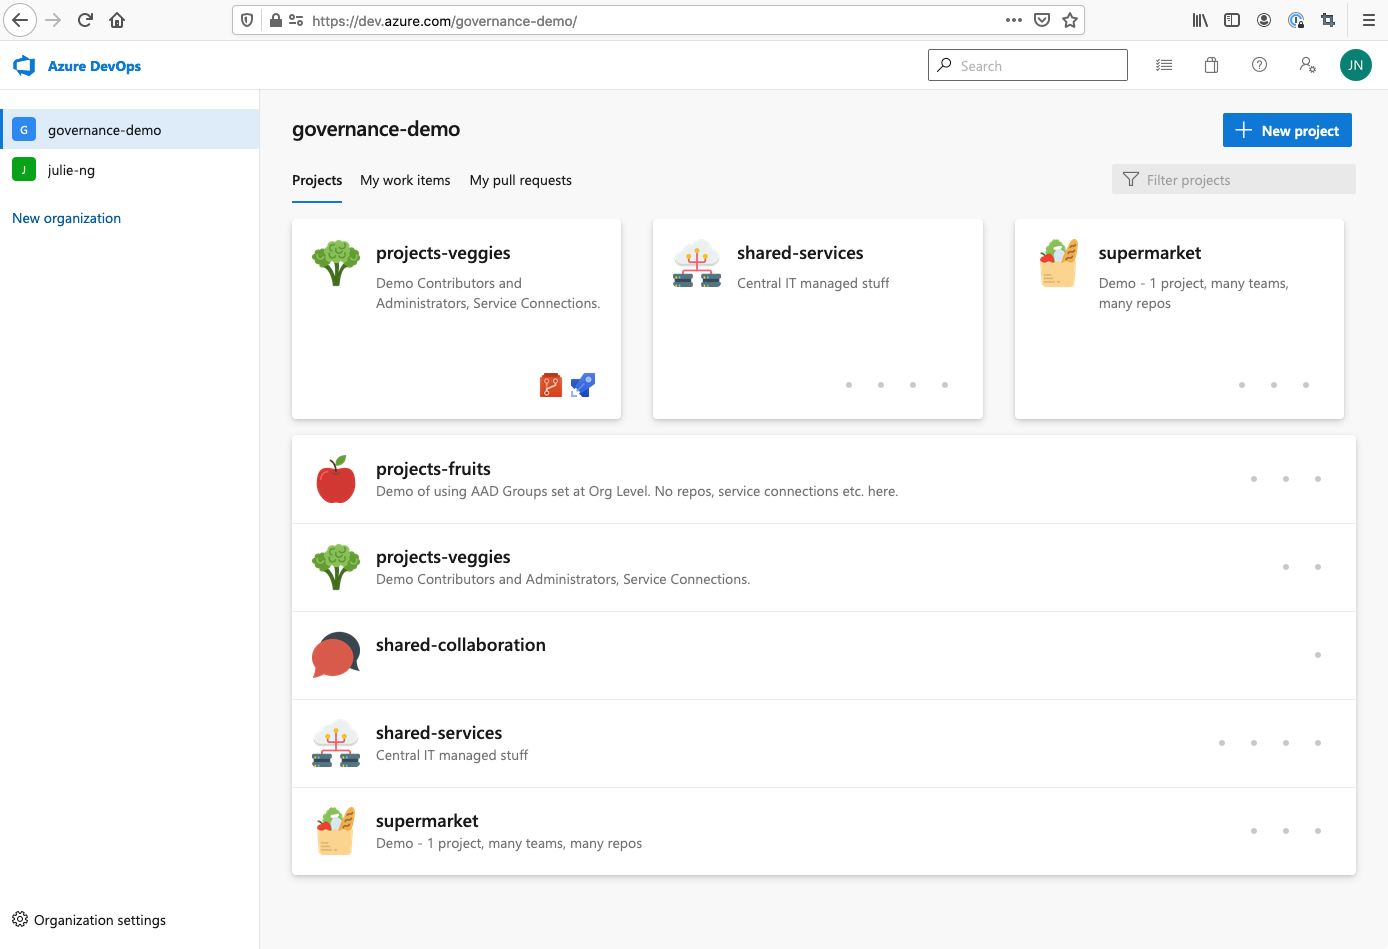 https://dev.azure.com/governance-demo/
Azure DevOps
Search
JN
G
governance-demo
J
julie-ng
New organization
governance-demo
New project
Projects
My work items
My pull requests
Filter projects
projects-veggies
Demo Contributors and
Administrators, Service Connections.
shared-services
Central IT managed stuff
supermarket
Demo - 1 project, many teams,
many repos
projects-fruits
Demo of using AAD Groups set at Org Level. No repos, service connections etc. here.
projects-veggies
Demo Contributors and Administrators, Service Connections.
shared-collaboration
shared-services
Central IT managed stuff
supermarket
Demo - 1 project, many teams, many repos
Organization settings